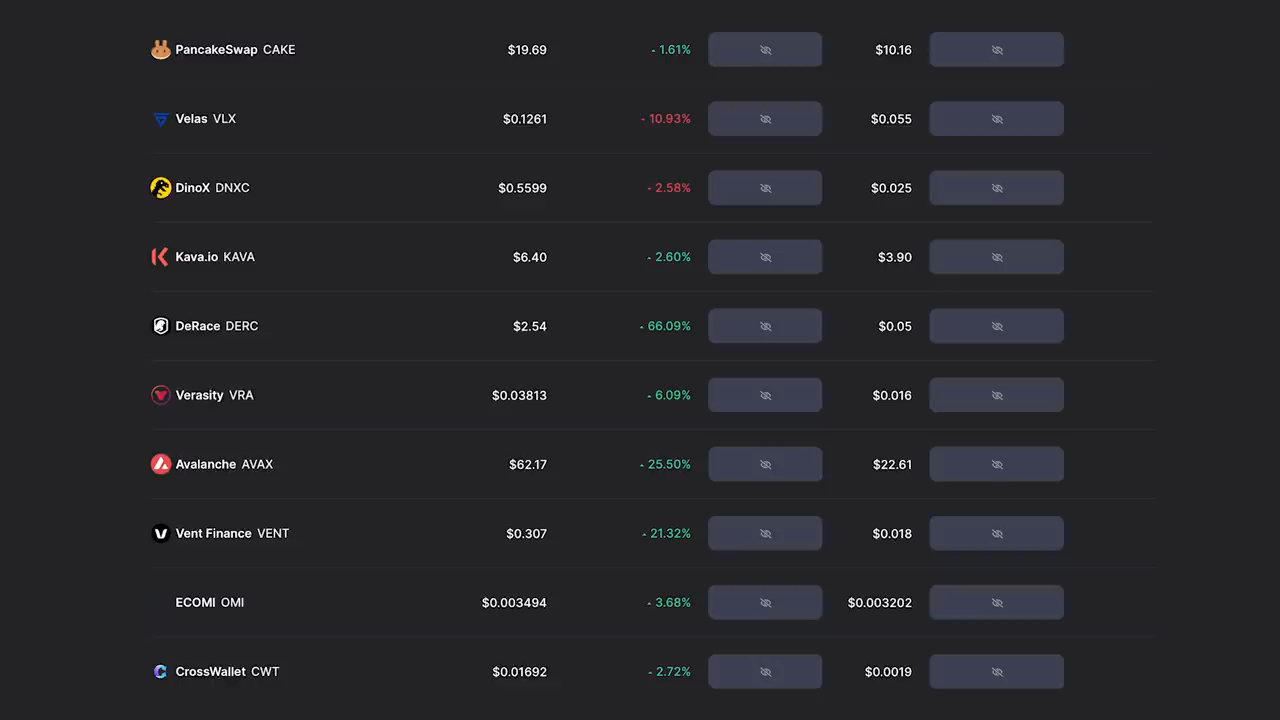 PancakeSwap CAKE $19.69 1.61% $10.16
Velas VLX $0.1261 10.93% $0.055
DinoX DNXC $0.5599 2.58% $0.025
Kava.io KAVA $6.40 2.60% $3.90
DeRace DERC $2.54 66.09% $0.05
Verasity VRA $0.03813 6.09% $0.016
Avalanche AVAX $62.17 25.50% $22.61
Vent Finance VENT $0.307 21.32% $0.018
ECOMI OMI $0.003494 3.68% $0.003202
CrossWallet CWT $0.01692 2.72% $0.0019